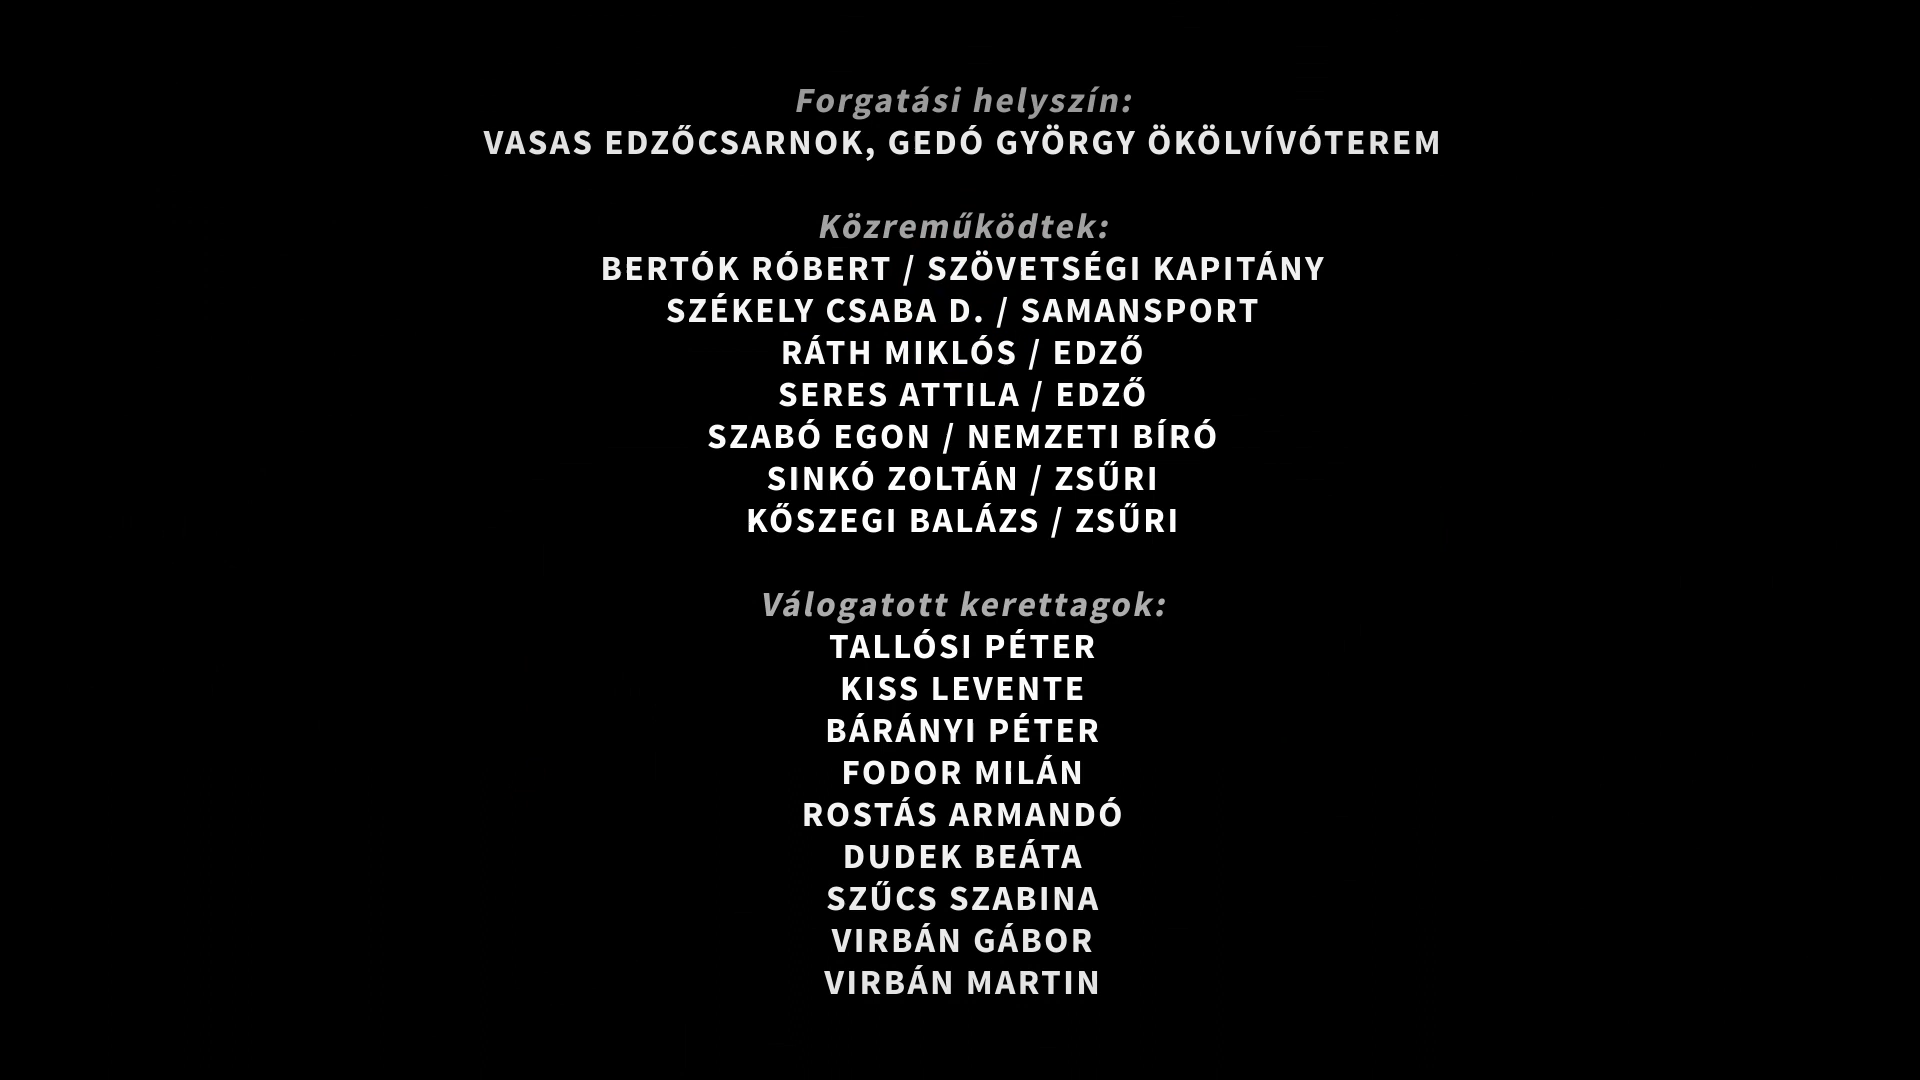 Forgatási helyszín:
VASAS EDZŐCSARNOK, GEDÓ GYÖRGY ÖKÖLVÍVÓTEREM
Közreműködtek:
BERTÓK RÓBERT / SZÖVETSÉGI KAPITÁNY
SZÉKELY CSABA D. / SAMANSPORT
RÁTH MIKLÓS / EDZŐ
SERES ATTILA / EDZŐ
SZABÓ EGON / NEMZETI BÍRÓ
SINKÓ ZOLTÁN / ZSŰRI
KŐSZEGI BALÁZS / ZSŰRI
Válogatott kerettagok:
TALLÓSI PÉTER
KISS LEVENTE
BÁRÁNYI PÉTER
FODOR MILÁN
ROSTÁS ARMANDÓ
DUDEK BEÁTA
SZŰCS SZABINA
VIRBÁN GÁBOR
VIRBÁN MARTIN